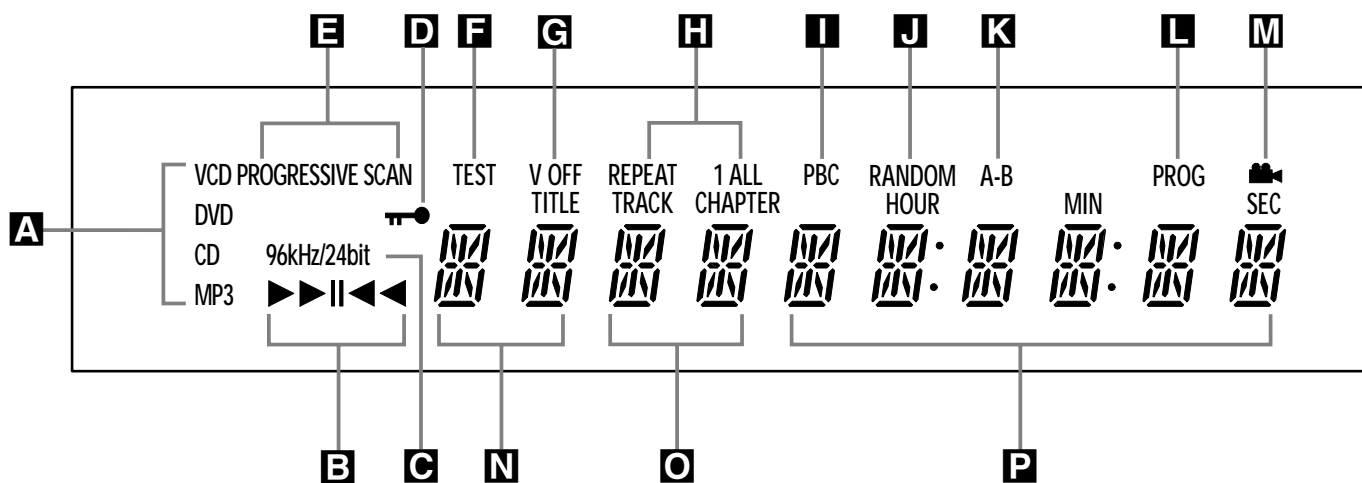 E D F G H I J K L M
VCD PROGRESSIVE SCAN TEST V OFF REPEAT 1 ALL PBC RANDOM A-B PROG
DVD TITLE TRACK CHAPTER HOUR MIN SEC
A
CD 96kHz/24bit
MP3
B C N O P